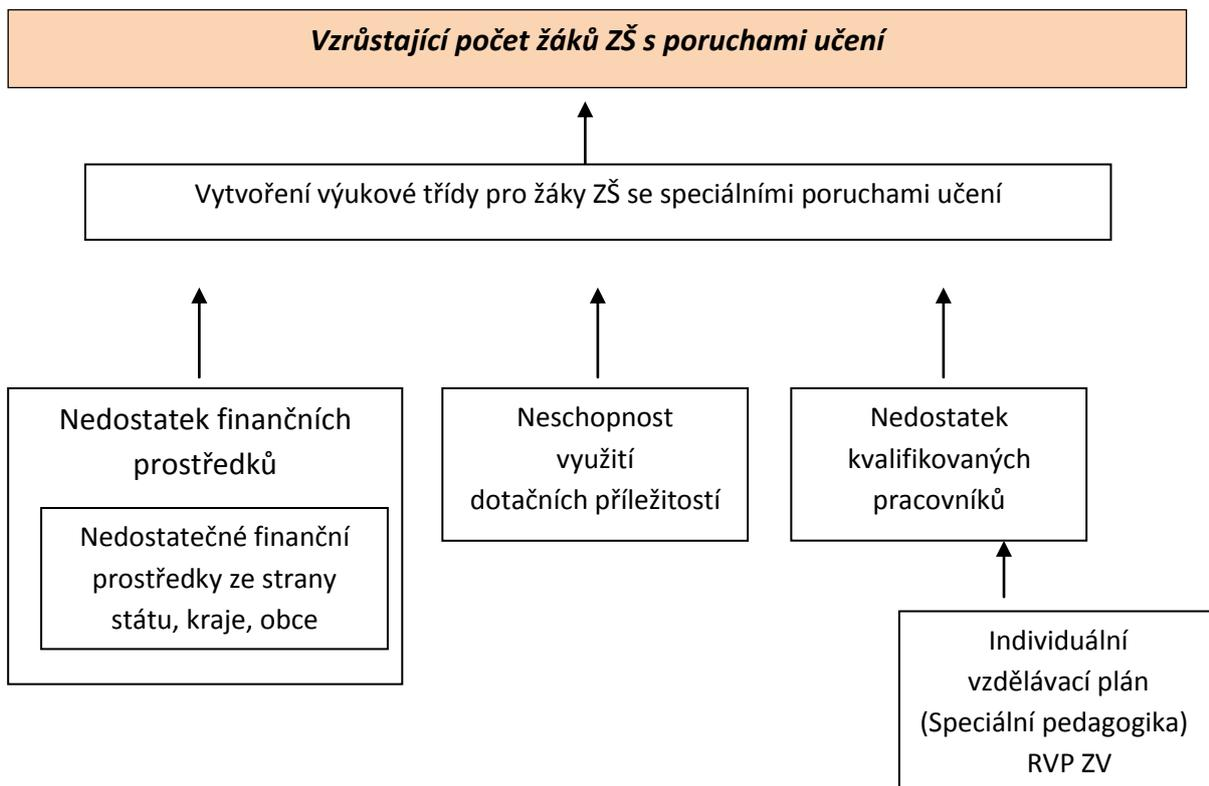 Vzrůstající počet žáků ZŠ s poruchami učení
Vytvoření výukové třídy pro žáky ZŠ se speciálními poruchami učení
Nedostatek finančních
prostředků
Nedostatečné finanční
prostředky ze strany
státu, kraje, obce
Neschopnost
využití
dotačních příležitostí
Nedostatek
kvalifikovaných
pracovníků
Individuální
vzdělávací plán
(Speciální pedagogika)
RVP ZV